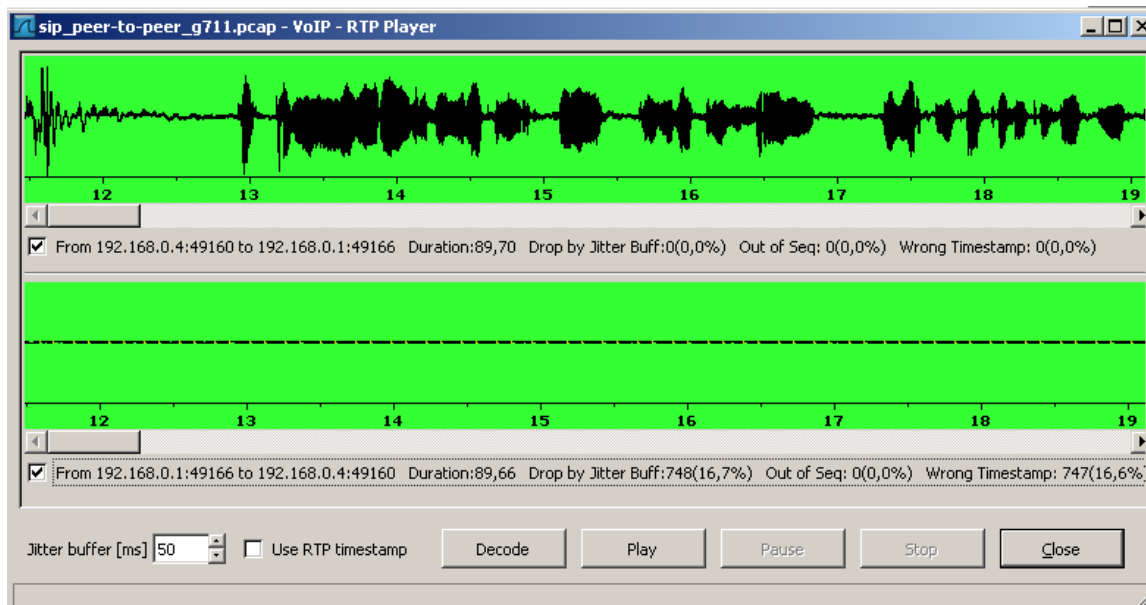 sip_peer-to-peer_g711.pcap - VoIP - RTP Player
12 13 14 15 16 17 18 19
From 192.168.0.4:49160 to 192.168.0.1:49166 Duration:89,70 Drop by Jitter Buff:0(0,0%) Out of Seq: 0(0,0%) Wrong Timestamp: 0(0,0%)
12 13 14 15 16 17 18 19
From 192.168.0.1:49166 to 192.168.0.4:49160 Duration:89,66 Drop by Jitter Buff:748(16,7%) Out of Seq: 0(0,0%) Wrong Timestamp: 747(16,6%
Jitter buffer [ms] 50 Use RTP timestamp Decode Play Pause Stop Close